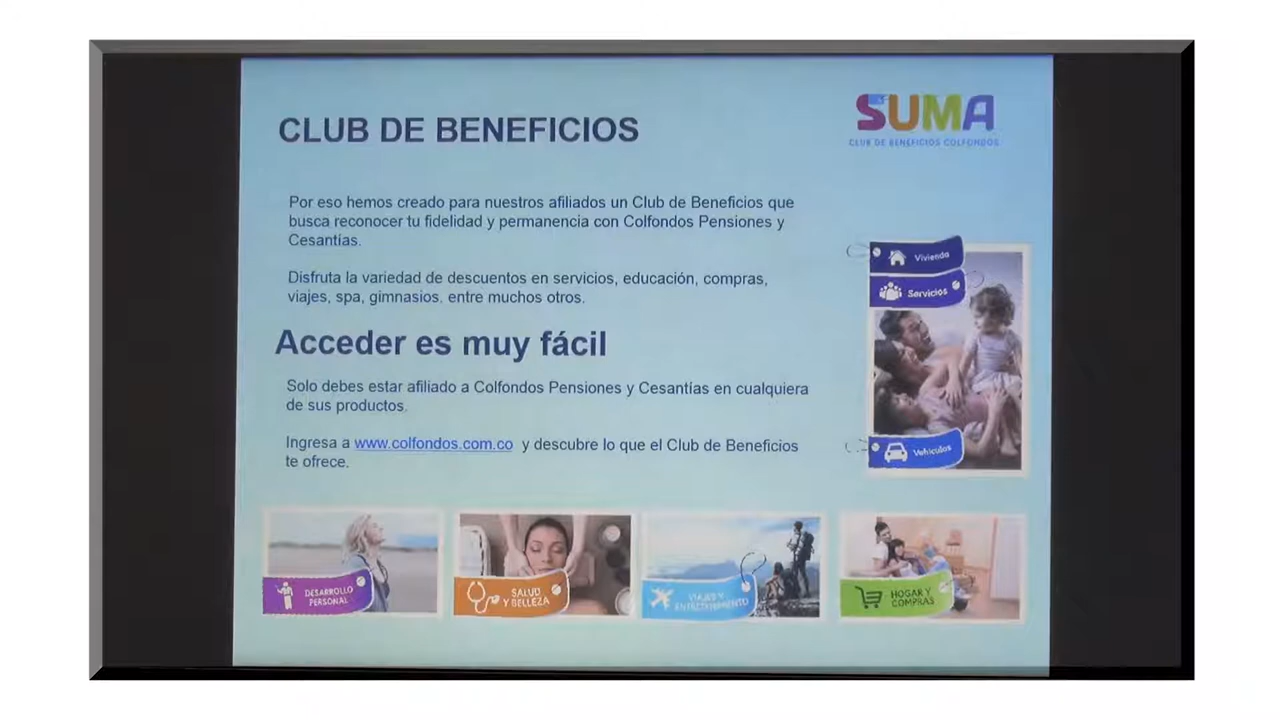 CLUB DE BENEFICIOS
SUMA
CLUB DE BENEFICIOS COLFONDOS
Por eso hemos creado para nuestros afiliados un Club de Beneficios que
busca reconocer tu fidelidad y permanencia con Colfondos Pensiones y
Cesantías.
Disfruta la variedad de descuentos en servicios, educación, compras,
viajes, spa, gimnasios, entre muchos otros.
Acceder es muy fácil
Solo debes estar afiliado a Colfondos Pensiones y Cesantías en cualquiera
de sus productos.
Ingresa a www.colfondos.com.co y descubre lo que el Club de Beneficios
te ofrece.
Vivienda
Servicios
Vehículos
DESARROLLO
PERSONAL
SALUD
Y BELLEZA
VIAJES Y
ENTRETENIMIENTO
HOGAR Y
COMPRAS